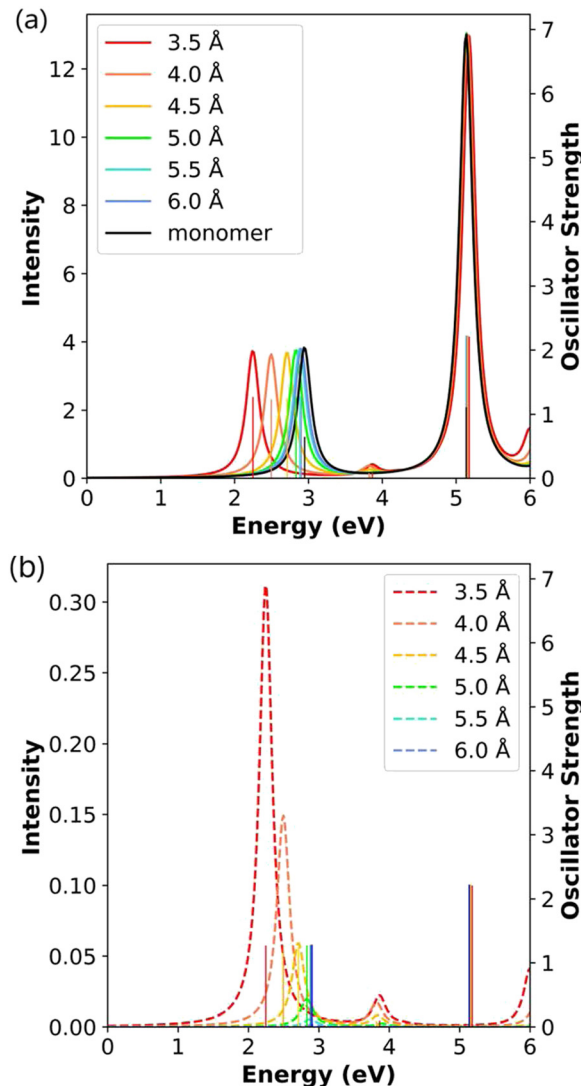 (a)
3.5 Å
4.0 Å
4.5 Å
5.0 Å
5.5 Å
6.0 Å
monomer
Intensity
Oscillator Strength
12
10
8
6
4
2
0
7
6
5
4
3
2
1
0
0 1 2 3 4 5 6
Energy (eV)
(b)
3.5 Å
4.0 Å
4.5 Å
5.0 Å
5.5 Å
6.0 Å
Intensity
Oscillator Strength
0.30
0.25
0.20
0.15
0.10
0.05
0.00
7
6
5
4
3
2
1
0
0 1 2 3 4 5 6
Energy (eV)